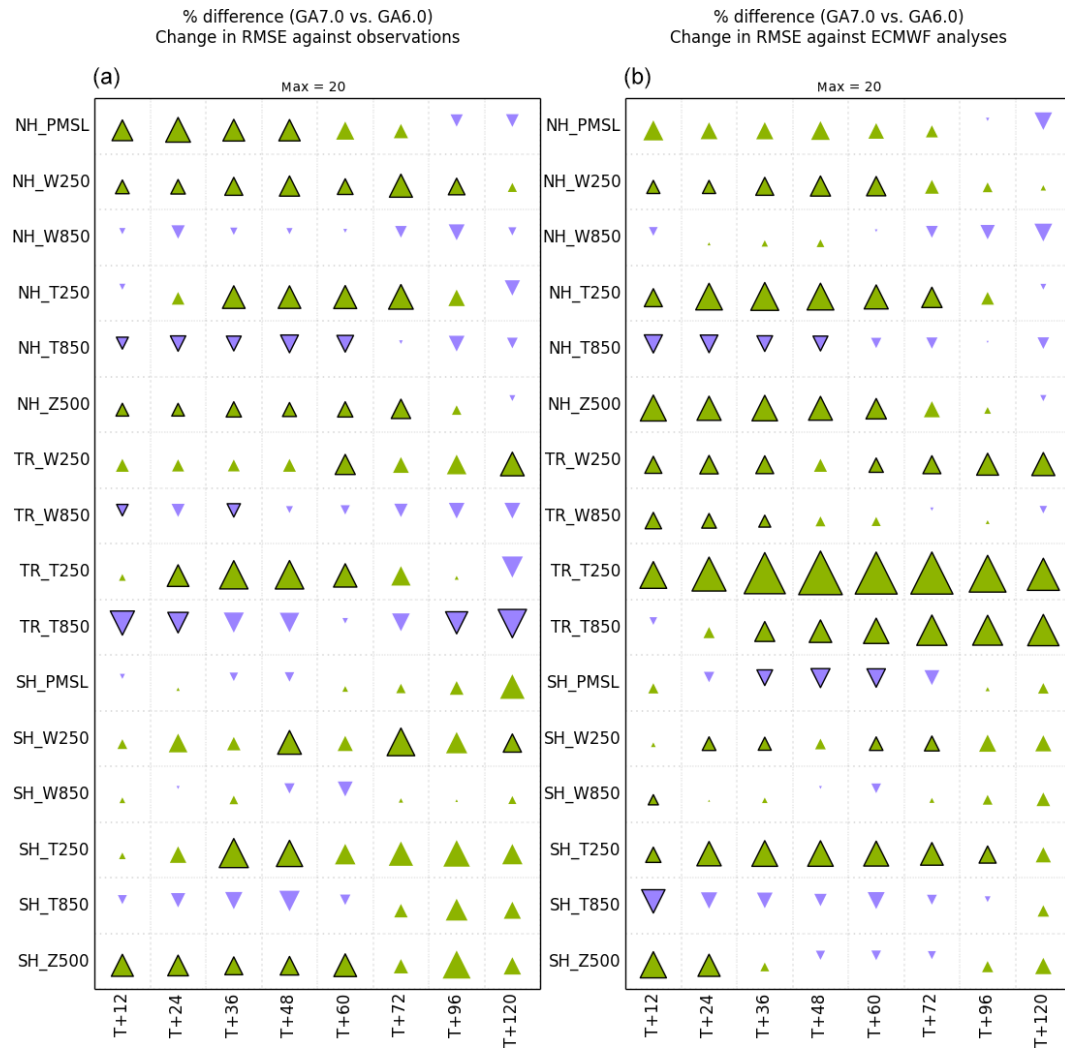 % difference (GA7.0 vs. GA6.0)
Change in RMSE against observations
(a)
Max = 20
NH_PMSL
NH_W250
NH_W850
NH_T250
NH_T850
NH_Z500
TR_W250
TR_W850
TR_T250
TR_T850
SH_PMSL
SH_W250
SH_W850
SH_T250
SH_T850
SH_Z500
T+12
T+24
T+36
T+48
T+60
T+72
T+96
T+120
% difference (GA7.0 vs. GA6.0)
Change in RMSE against ECMWF analyses
(b)
Max = 20
NH_PMSL
NH_W250
NH_W850
NH_T250
NH_T850
NH_Z500
TR_W250
TR_W850
TR_T250
TR_T850
SH_PMSL
SH_W250
SH_W850
SH_T250
SH_T850
SH_Z500
T+12
T+24
T+36
T+48
T+60
T+72
T+96
T+120